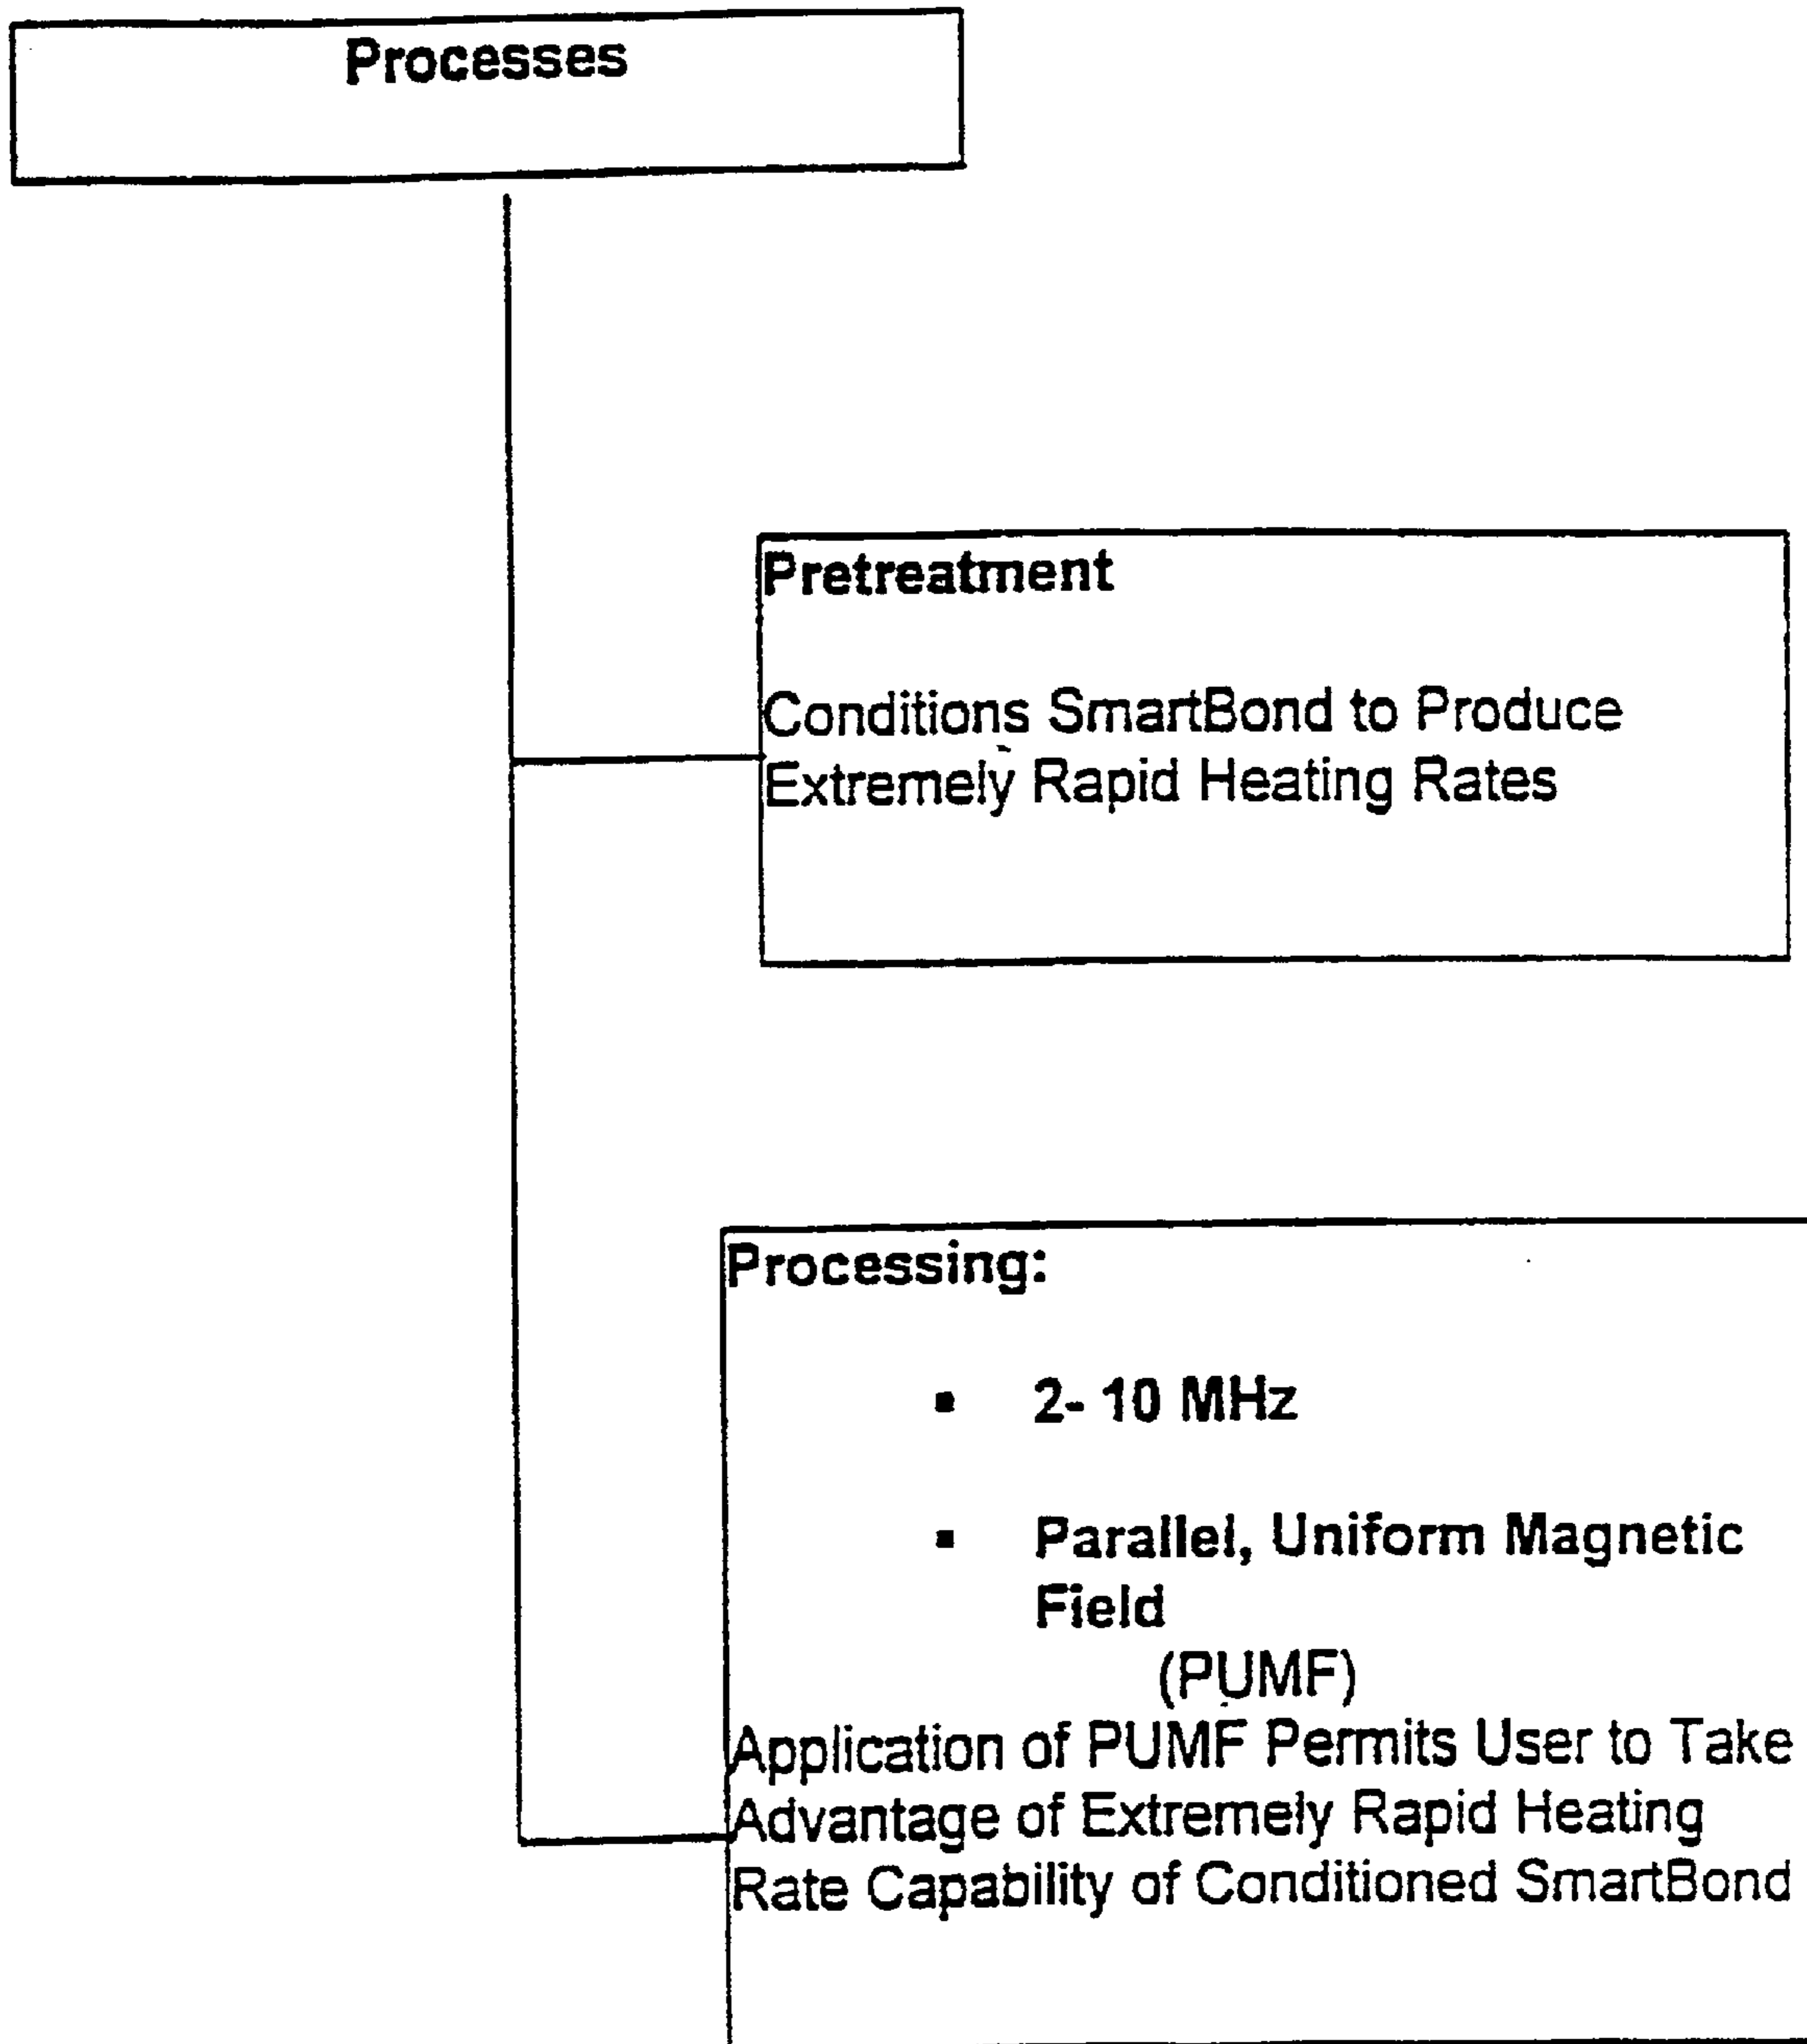 Processes
Pretreatment
Conditions SmartBond to Produce
Extremely Rapid Heating Rates
Processing:
▪ 2- 10 MHz
▪ Parallel, Uniform Magnetic
Field
(PUMF)
Application of PUMF Permits User to Take
Advantage of Extremely Rapid Heating
Rate Capability of Conditioned SmartBond